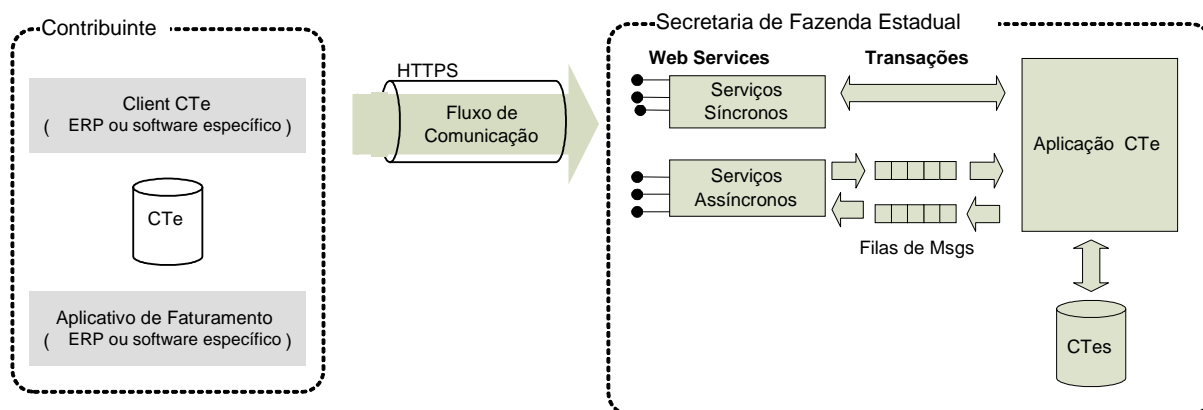 Contribuinte
Client CTe
( ERP ou software específico )
CTe
Aplicativo de Faturamento
( ERP ou software específico )
HTTPS
Fluxo de
Comunicação
Secretaria de Fazenda Estadual
Web Services
Transações
Serviços
Síncronos
Serviços
Assíncronos
Filas de Msgs
Aplicação CTe
CTes